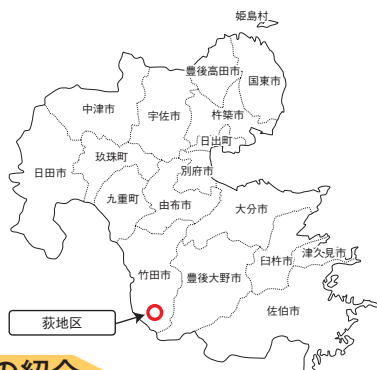 姫島村
豊後高田市
国東市
中津市
宇佐市
杵築市
日出町
玖珠町
日田市
別府市
九重町
由布市
大分市
津久見市
臼杵市
竹田市
豊後大野市
佐伯市
荻地区
の紹介